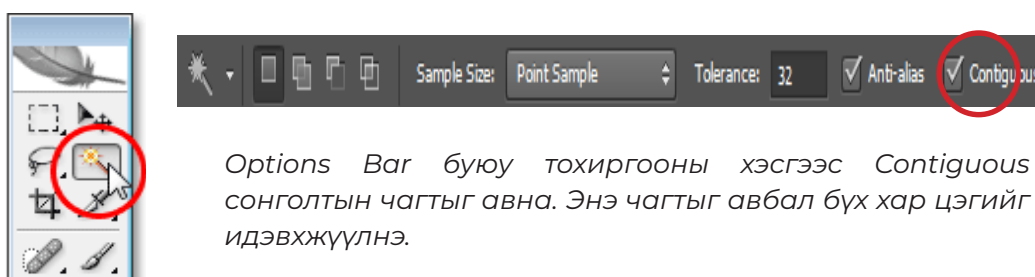 Sample Size: Point Sample Tolerance: 32 Anti-alias Contiguous
Options Bar буюу тохиргооны хэсгээс Contiguous
сонголтын чагтыг авна. Энэ чагтыг авбал бүх хар цэгийг
идэвхжүүлнэ.